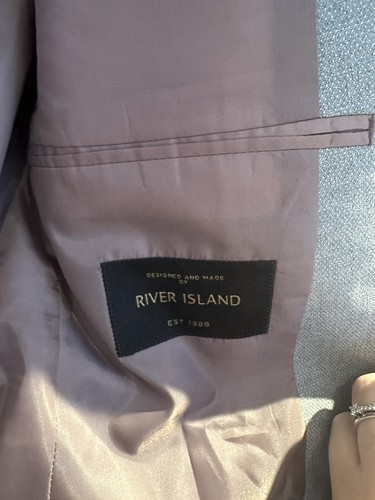 DESIGNED AND MADE
BY
RIVER ISLAND
EST 1988